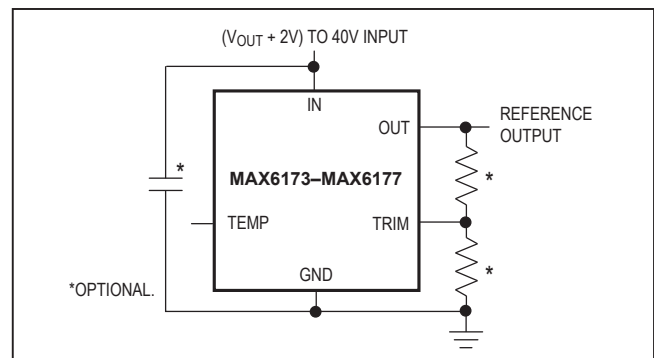 (VOUT + 2V) TO 40V INPUT
IN
OUT
REFERENCE
OUTPUT
*
*
MAX6173–MAX6177
TEMP
TRIM
*
GND
*OPTIONAL.